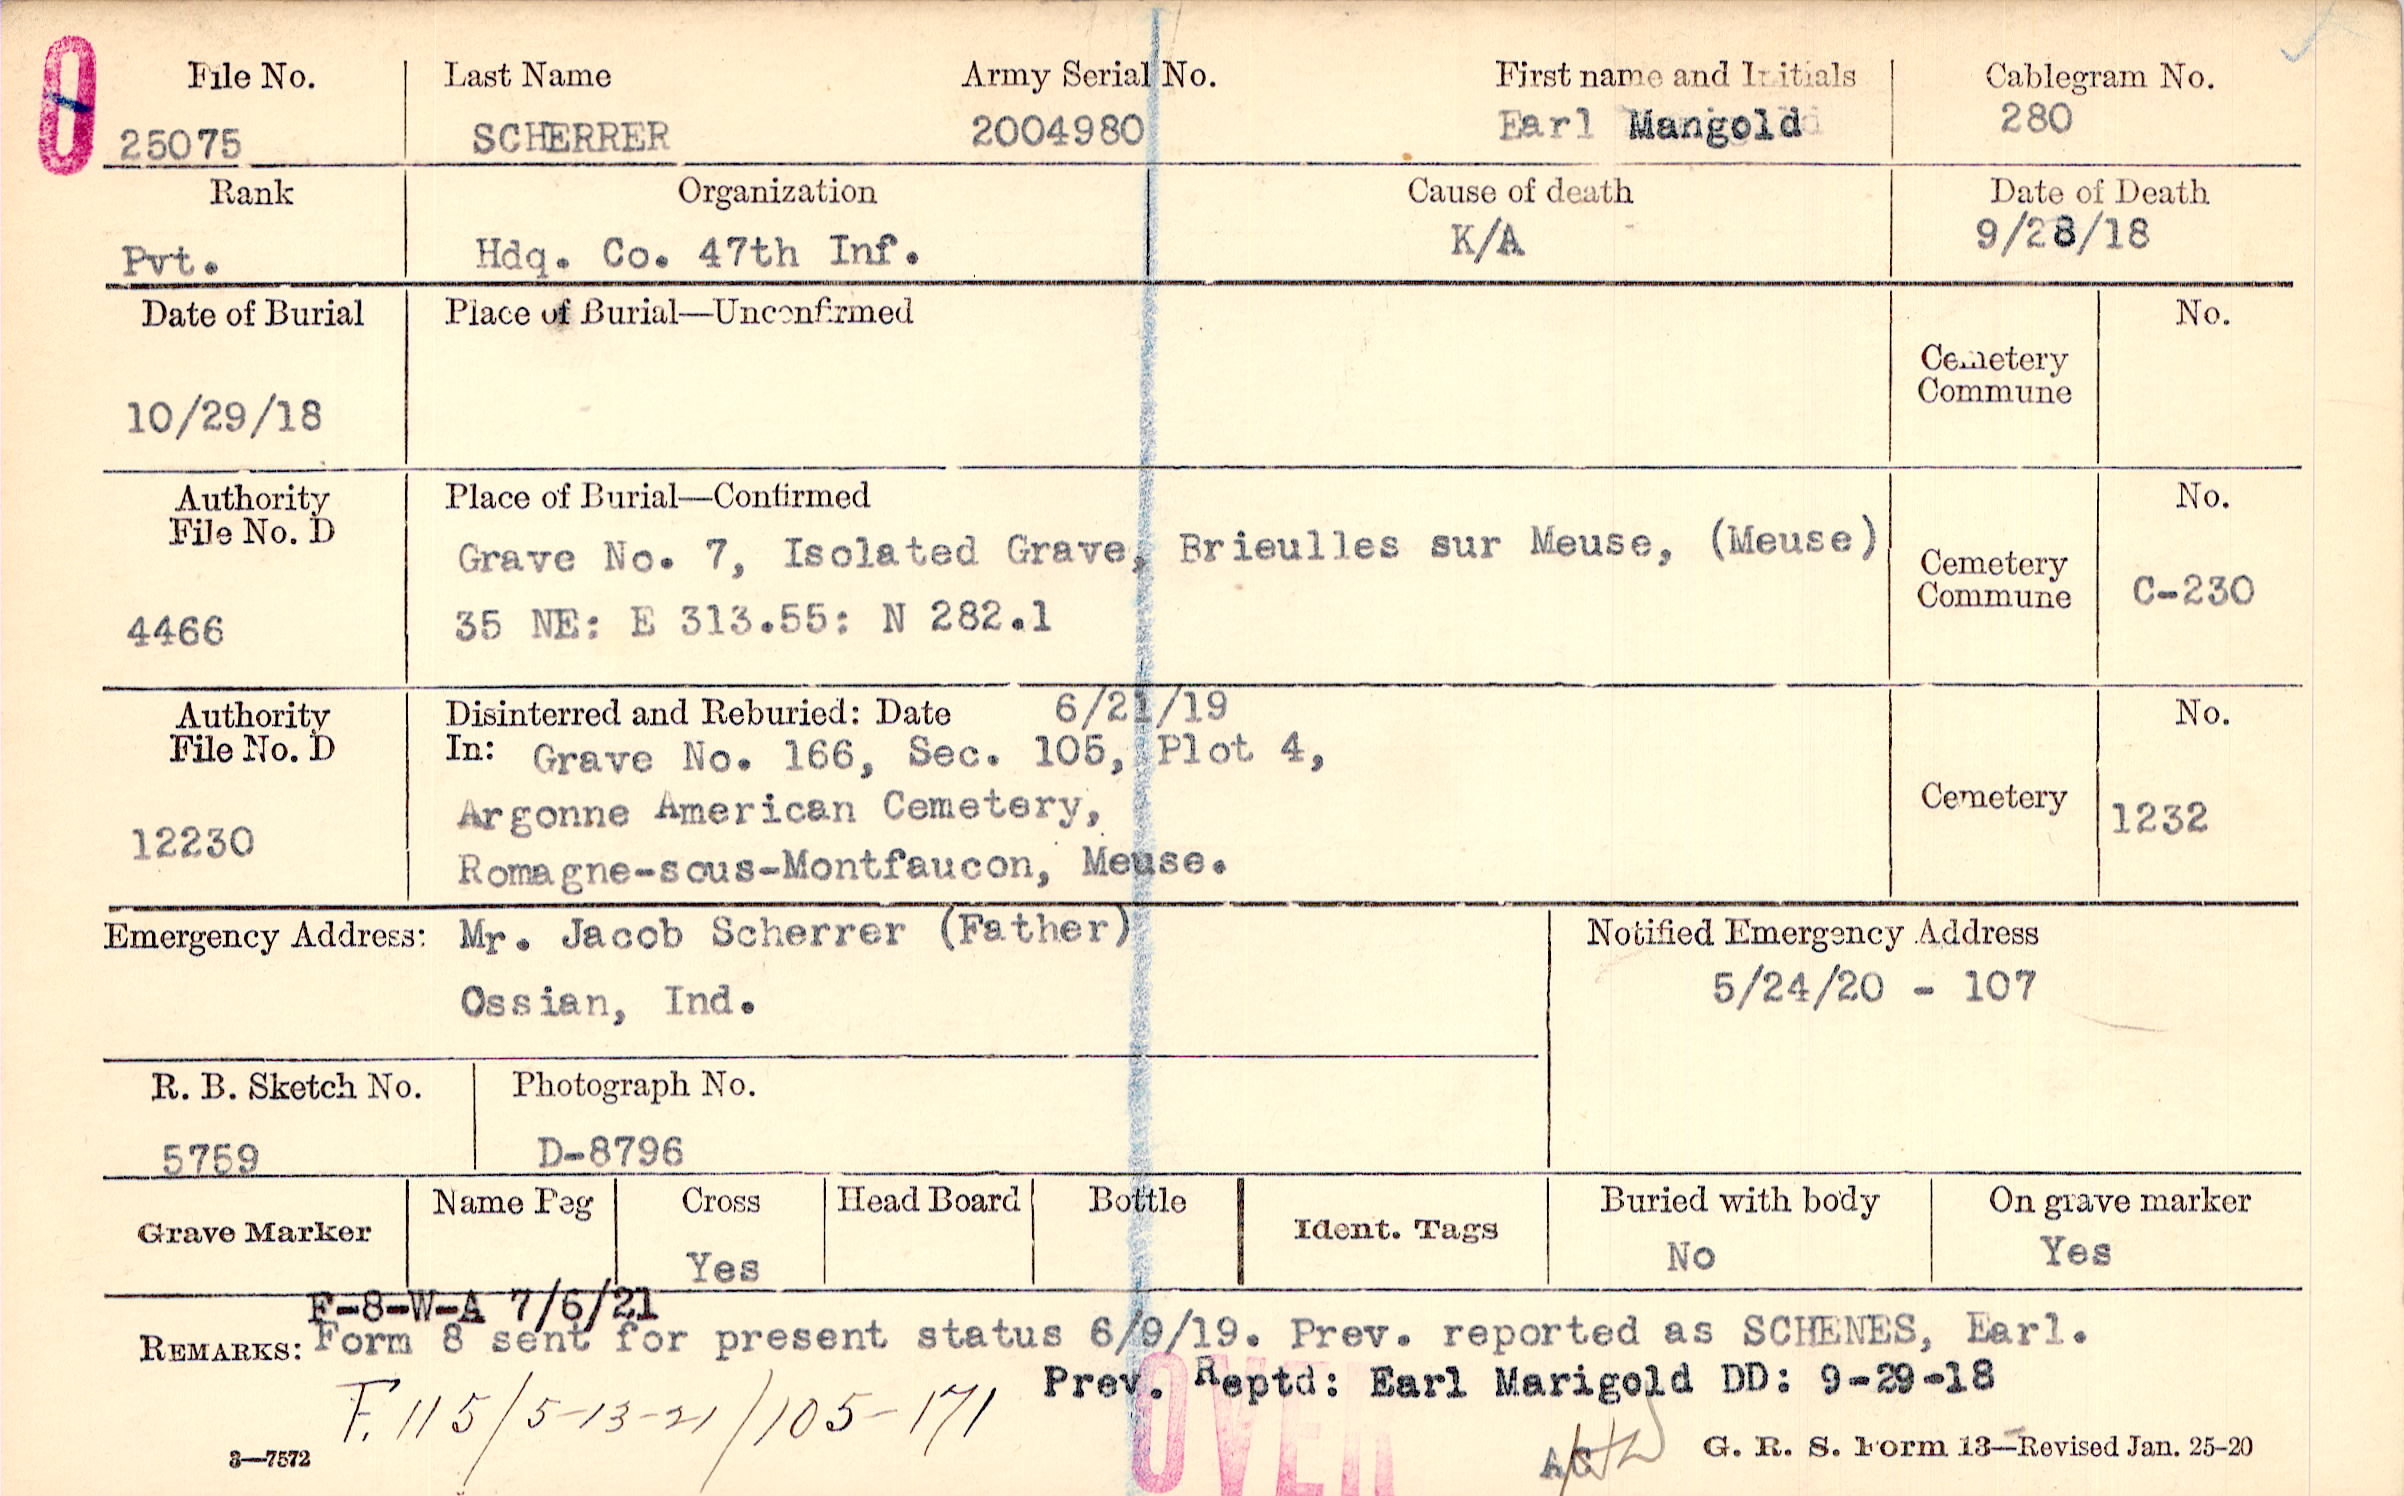 File No.
Last Name
Army Serial No.
First name and Initials
Cablegram No.
25075
SCHERRER
2004980
Earl Mangold
280
Rank
Organization
Cause of death
Date of Death
Pvt.
Hdq. Co. 47th Inf.
K/A
9/28/18
Date of Burial
Place of Burial—Unconfirmed
No.
10/29/18
Cemetery
Commune
Authority
File No. D
Place of Burial—Confirmed
No.
4466
Grave No. 7, Isolated Grave, Brieulles sur Meuse, (Meuse)
35 NE: E 313.55: N 282.1
Cemetery
Commune
C-230
Authority
File No. D
Disinterred and Reburied: Date 6/21/19
No.
12230
In: Grave No. 166, Sec. 105, Plot 4,
Argonne American Cemetery,
Romagne-sous-Montfaucon, Meuse.
Cemetery
1232
Emergency Address: Mr. Jacob Scherrer (Father)
Ossian, Ind.
Notified Emergency Address
5/24/20 - 107
R. B. Sketch No.
Photograph No.
5759
D-8796
Grave Marker
Name Peg
Cross
Yes
Head Board
Bottle
Ident. Tags
Buried with body
No
On grave marker
Yes
F-8-W-A 7/6/21
REMARKS: Form 8 sent for present status 6/9/19. Prev. reported as SCHENES, Earl.
Prev. Reptd: Earl Marigold DD: 9-29-18
F. 115/5-13-21/105-171
OVER
3—7572
G. R. S. Form 13—Revised Jan. 25-20